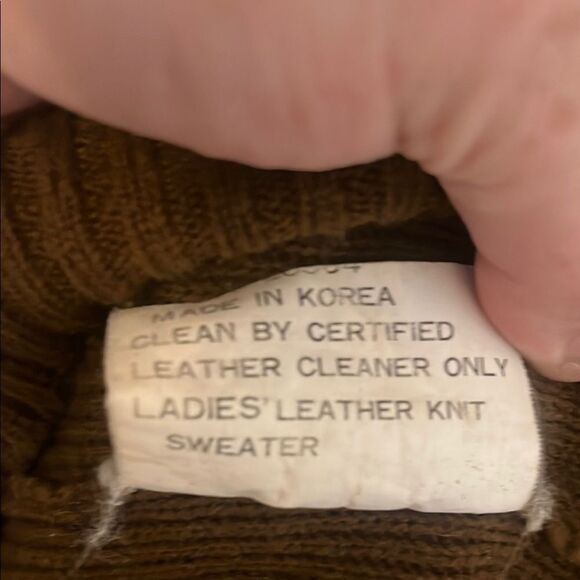 MADE IN KOREA
CLEAN BY CERTIFIED
LEATHER CLEANER ONLY
LADIES' LEATHER KNIT
SWEATER